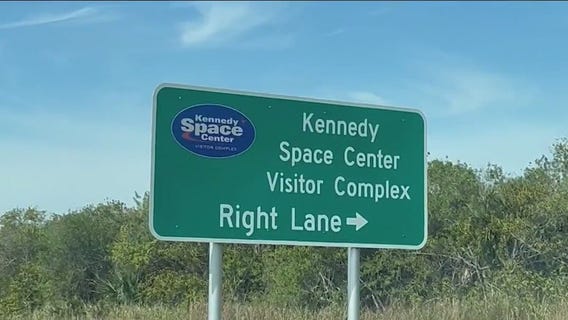 Kennedy
Space
Center
VISITOR COMPLEX
Kennedy
Space Center
Visitor Complex
Right Lane →